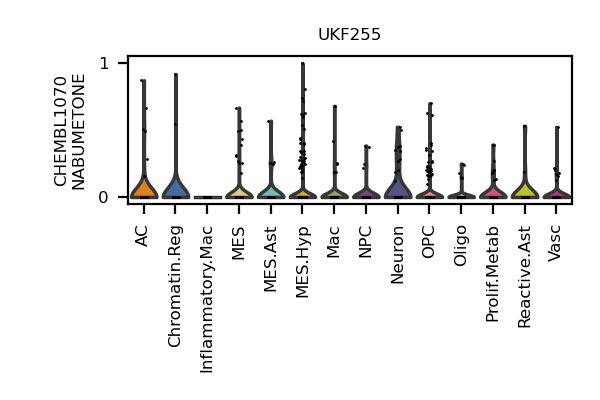 UKF255
CHEMBL1070
NABUMETONE
1
0
AC
Chromatin.Reg
Inflammatory.Mac
MES
MES.Ast
MES.Hyp
Mac
NPC
Neuron
OPC
Oligo
Prolif.Metab
Reactive.Ast
Vasc